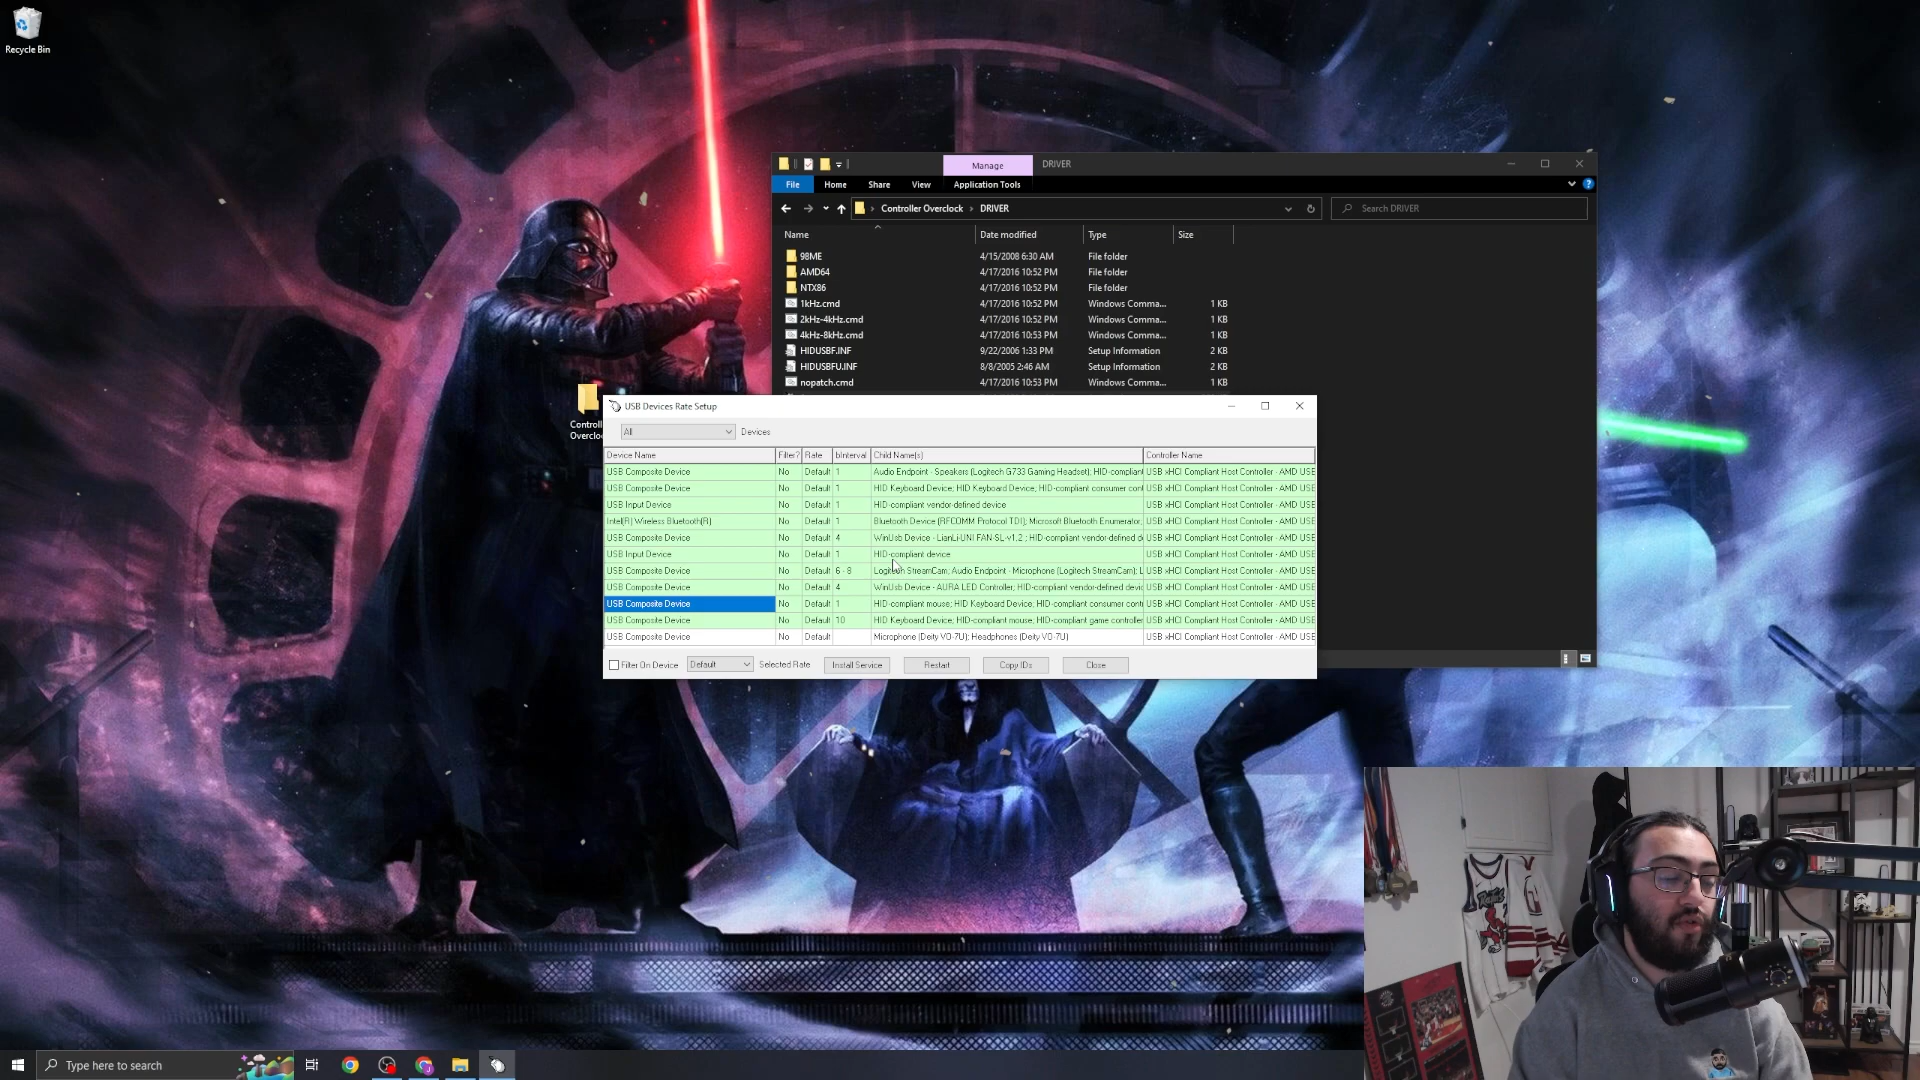 Recycle Bin
Manage
DRIVER
File
Home
Share
View
Application Tools
Controller Overclock
DRIVER
Search DRIVER
Name
Date modified
Type
Size
98ME
4/15/2008 6:30 AM
File folder
AMD64
4/17/2016 10:52 PM
File folder
NTX86
4/17/2016 10:52 PM
File folder
1kHz.cmd
4/17/2016 10:52 PM
Windows Comma...
1 KB
2kHz-4kHz.cmd
4/17/2016 10:52 PM
Windows Comma...
1 KB
4kHz-8kHz.cmd
4/17/2016 10:53 PM
Windows Comma...
1 KB
HIDUSBF.INF
9/22/2006 1:33 PM
Setup Information
2 KB
HIDUSBFU.INF
8/8/2005 2:46 AM
Setup Information
2 KB
nopatch.cmd
4/17/2016 10:53 PM
Windows Comma...
1 KB
Controll
Overcloc
USB Devices Rate Setup
All
Devices
Device Name
Filter?
Rate
bInterval
Child Name(s)
Controller Name
USB Composite Device No Default 1 Audio Endpoint - Speakers (Logitech G733 Gaming Headset); HID-compliant USB xHCI Compliant Host Controller - AMD USB
USB Composite Device No Default 1 HID Keyboard Device; HID Keyboard Device; HID-compliant consumer cont USB xHCI Compliant Host Controller - AMD USB
USB Input Device No Default 1 HID-compliant vendor-defined device USB xHCI Compliant Host Controller - AMD USB
Intel(R) Wireless Bluetooth(R) No Default 1 Bluetooth Device (RFCOMM Protocol TDI); Microsoft Bluetooth Enumerator; USB xHCI Compliant Host Controller - AMD USB
USB Composite Device No Default 4 WinUsb Device - LianLi-UNI FAN-SL-v1.2 ; HID-compliant vendor-defined d USB xHCI Compliant Host Controller - AMD USB
USB Input Device No Default 1 HID-compliant device USB xHCI Compliant Host Controller - AMD USB
USB Composite Device No Default 6 - 8 Logitech StreamCam; Audio Endpoint - Microphone (Logitech StreamCam); L USB xHCI Compliant Host Controller - AMD USB
USB Composite Device No Default 4 WinUsb Device - AURA LED Controller; HID-compliant vendor-defined devic USB xHCI Compliant Host Controller - AMD USB
USB Composite Device No Default 1 HID-compliant mouse; HID Keyboard Device; HID-compliant consumer cont USB xHCI Compliant Host Controller - AMD USB
USB Composite Device No Default 10 HID Keyboard Device; HID-compliant mouse; HID-compliant game controlle USB xHCI Compliant Host Controller - AMD USB
USB Composite Device No Default Microphone (Deity VO-7U); Headphones (Deity VO-7U) USB xHCI Compliant Host Controller - AMD USB
Filter On Device
Default
Selected Rate
Install Service
Restart
Copy IDs
Close
Type here to search